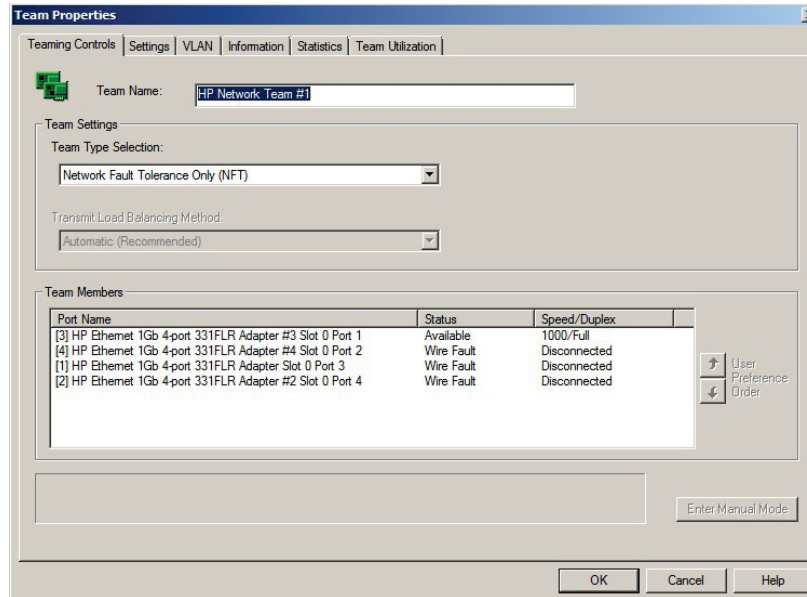 Team Properties
Teaming Controls Settings VLAN Information Statistics Team Utilization
Team Name: HP Network Team #1
Team Settings
Team Type Selection:
Network Fault Tolerance Only (NFT)
Transmit Load Balancing Method:
Automatic (Recommended)
Team Members
Port Name Status Speed/Duplex
[3] HP Ethernet 1Gb 4-port 331FLR Adapter #3 Slot 0 Port 1 Available 1000/Full
[4] HP Ethernet 1Gb 4-port 331FLR Adapter #4 Slot 0 Port 2 Wire Fault Disconnected
[1] HP Ethernet 1Gb 4-port 331FLR Adapter Slot 0 Port 3 Wire Fault Disconnected
[2] HP Ethernet 1Gb 4-port 331FLR Adapter #2 Slot 0 Port 4 Wire Fault Disconnected
User
Preference
Order
Enter Manual Mode
OK Cancel Help